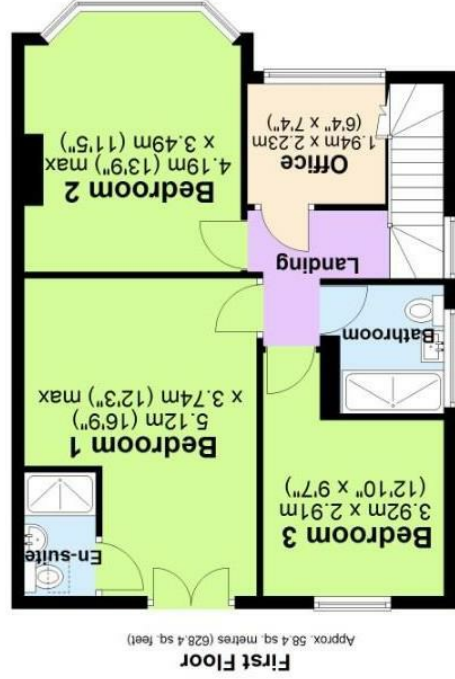 First Floor
Approx. 58.4 sq. metres (628.4 sq. feet)
Bedroom 3
3.92m x 2.91m
(12'10" x 9'7")
En-suite
Bedroom 1
5.12m (16'9")
x 3.74m (12'3") max
Bathroom
Landing
Bedroom 2
4.19m (13'9") max
x 3.49m (11'5")
Office
1.94m x 2.23m
(6'4" x 7'4")